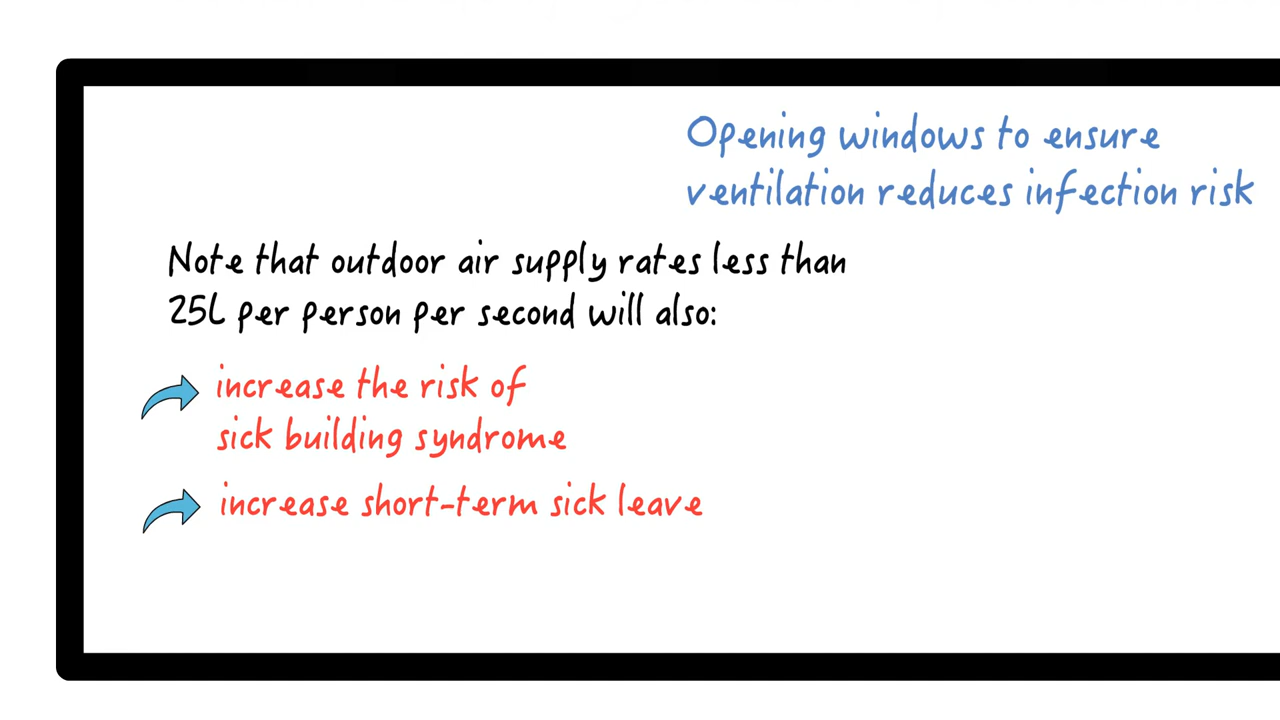 Opening windows to ensure
ventilation reduces infection risk
Note that outdoor air supply rates less than
25L per person per second will also:
increase the risk of
sick building syndrome
increase short-term sick leave